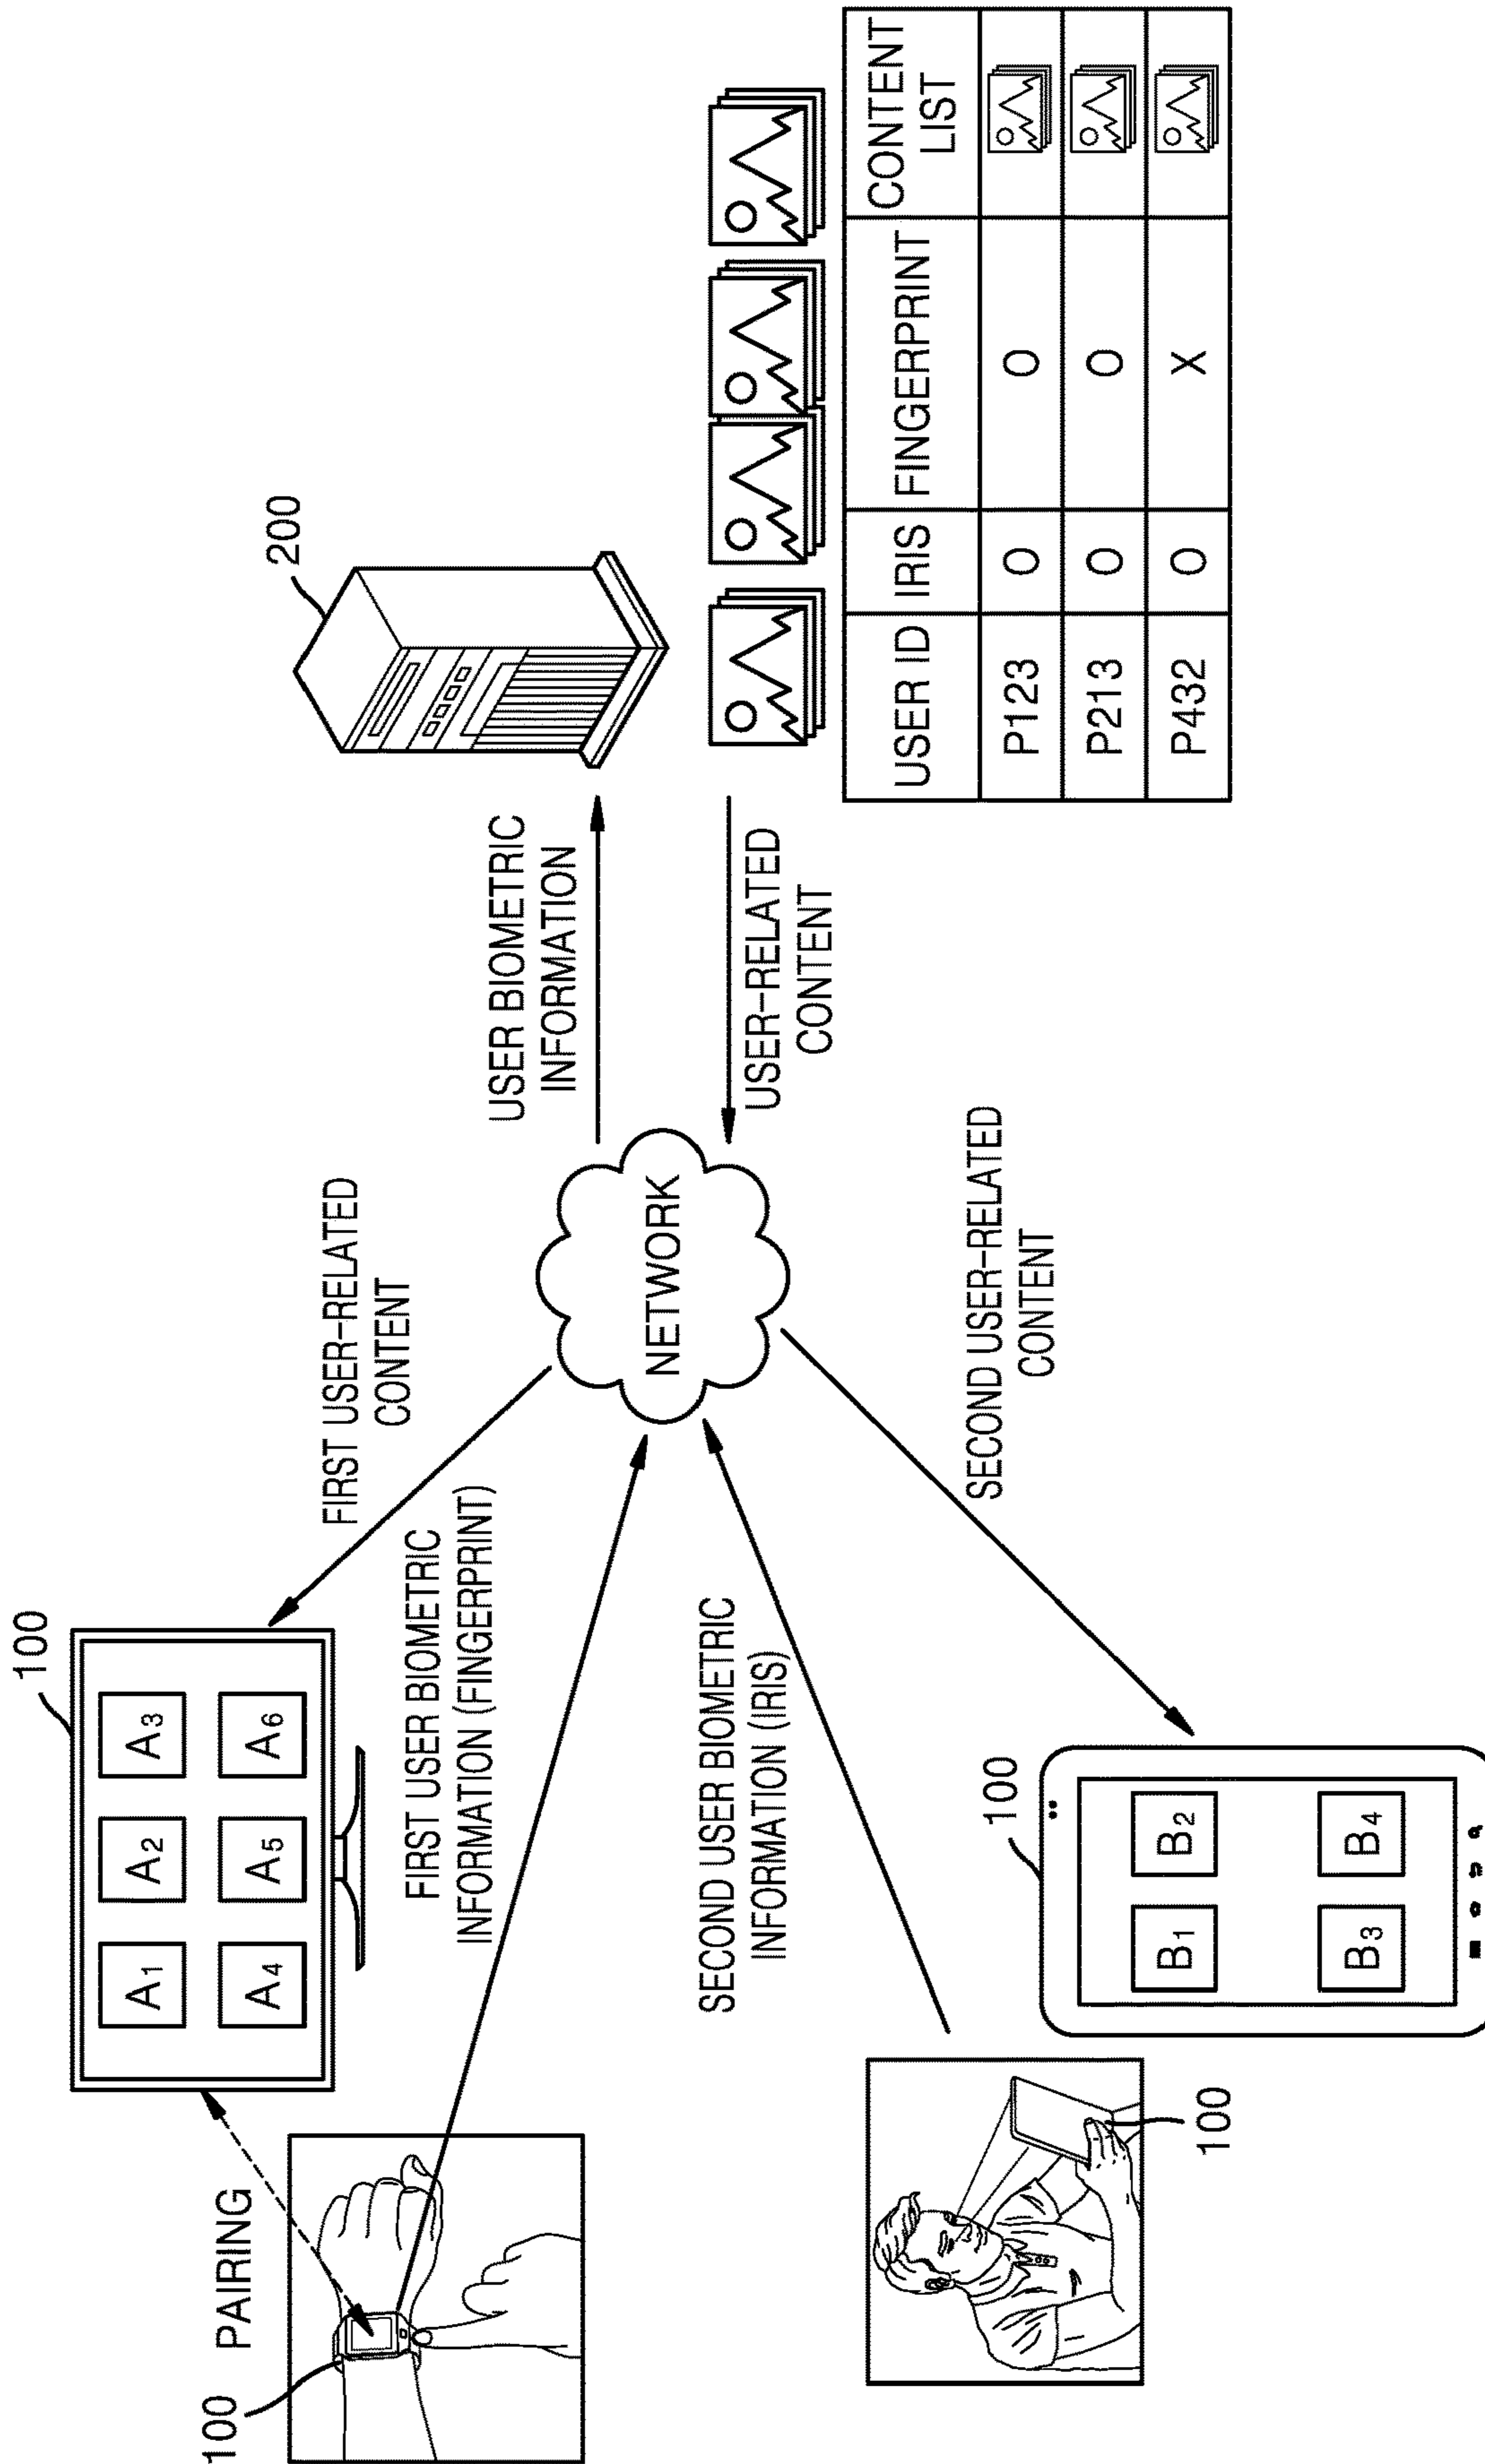 100
A1 A2 A3
A4 A5 A6
100
PAIRING
FIRST USER-RELATED
CONTENT
FIRST USER BIOMETRIC
INFORMATION (FINGERPRINT)
NETWORK
USER BIOMETRIC
INFORMATION
USER-RELATED
CONTENT
200
SECOND USER BIOMETRIC
INFORMATION (IRIS)
SECOND USER-RELATED
CONTENT
100
100
B1 B2
B3 B4
USER ID IRIS FINGERPRINT CONTENT
LIST
P123 O O
P213 O O
P432 O X